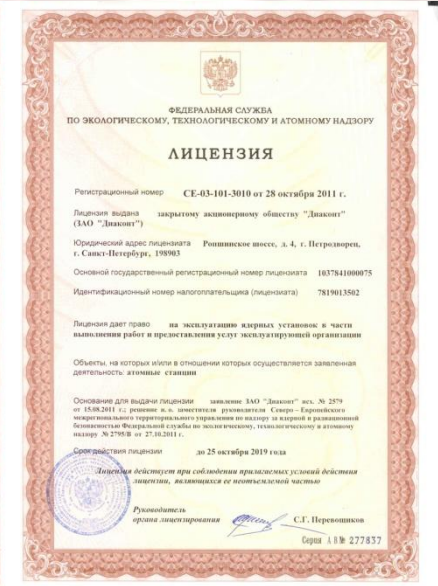 ФЕДЕРАЛЬНАЯ СЛУЖБА
ПО ЭКОЛОГИЧЕСКОМУ, ТЕХНОЛОГИЧЕСКОМУ И АТОМНОМУ НАДЗОРУ
ЛИЦЕНЗИЯ
Регистрационный номер СЕ-03-101-3010 от 28 октября 2011 г.
Лицензия выдана закрытому акционерному обществу "Диаконт"
(ЗАО "Диаконт")
Юридический адрес лицензиата Ропшинское шоссе, д. 4, г. Петродворец,
г. Санкт-Петербург, 198903
Основной государственный регистрационный номер лицензиата 1037841000075
Идентификационный номер налогоплательщика (лицензиата) 7819013502
Лицензия дает право на эксплуатацию ядерных установок в части
выполнения работ и предоставления услуг эксплуатирующей организации
Объекты, на которых и/или в отношении которых осуществляется заявленная
деятельность: атомные станции
Основание для выдачи лицензии заявление ЗАО "Диаконт" исх. № 2579
от 15.08.2011 г.; решение и. о. заместителя руководителя Северо – Европейского
межрегионального территориального управления по надзору за ядерной и радиационной
безопасностью Федеральной службы по экологическому, технологическому и атомному
надзору № 2795/В от 27.10.2011 г.
Срок действия лицензии до 25 октября 2019 года
Лицензия действует при соблюдении прилагаемых условий действия
лицензии, являющихся ее неотъемлемой частью
Руководитель
органа лицензирования С.Г. Перевощиков
Серия А В № 277837